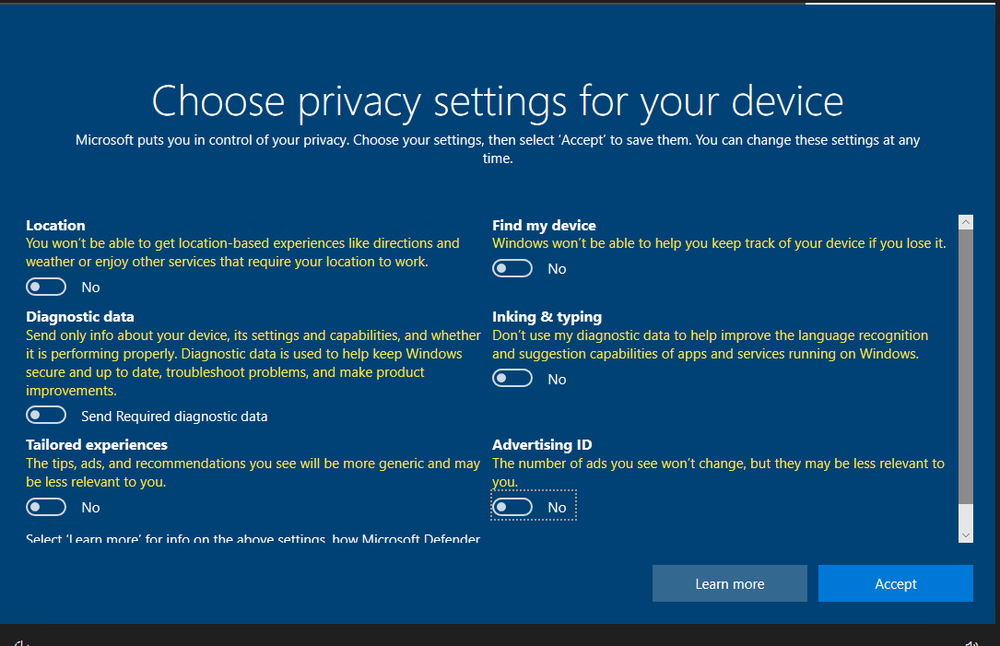 Choose privacy settings for your device
Microsoft puts you in control of your privacy. Choose your settings, then select ‘Accept’ to save them. You can change these settings at any
time.
Location
You won’t be able to get location-based experiences like directions and
weather or enjoy other services that require your location to work.
No
Find my device
Windows won’t be able to help you keep track of your device if you lose it.
No
Diagnostic data
Send only info about your device, its settings and capabilities, and whether
it is performing properly. Diagnostic data is used to help keep Windows
secure and up to date, troubleshoot problems, and make product
improvements.
Send Required diagnostic data
Inking & typing
Don’t use my diagnostic data to help improve the language recognition
and suggestion capabilities of apps and services running on Windows.
No
Tailored experiences
The tips, ads, and recommendations you see will be more generic and may
be less relevant to you.
No
Advertising ID
The number of ads you see won’t change, but they may be less relevant to
you.
No
Select ‘Learn more’ for info on the above settings, how Microsoft Defender
Learn more
Accept